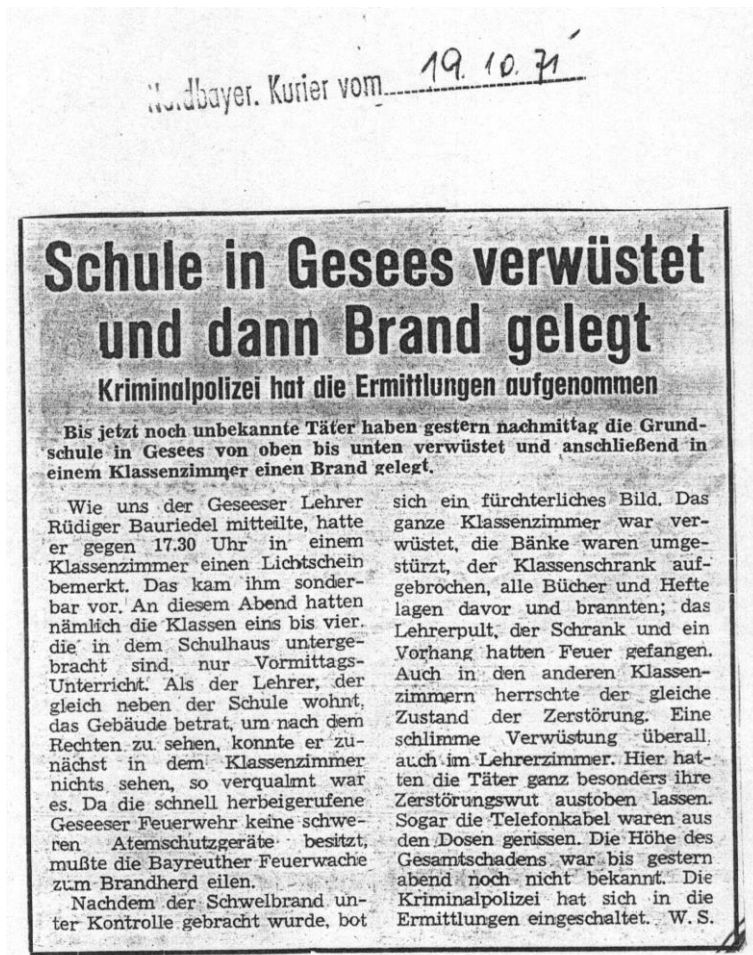 Nordbayer. Kurier vom 19. 10. 71
Schule in Gesees verwüstet
und dann Brand gelegt
Kriminalpolizei hat die Ermittlungen aufgenommen
Bis jetzt noch unbekannte Täter haben gestern nachmittag die Grund-
schule in Gesees von oben bis unten verwüstet und anschließend in
einem Klassenzimmer einen Brand gelegt.
Wie uns der Geseeser Lehrer
Rüdiger Bauriedel mitteilte, hatte
er gegen 17.30 Uhr in einem
Klassenzimmer einen Lichtschein
bemerkt. Das kam ihm sonder-
bar vor. An diesem Abend hatten
nämlich die Klassen eins bis vier,
die in dem Schulhaus unterge-
bracht sind, nur Vormittags-
Unterricht. Als der Lehrer, der
gleich neben der Schule wohnt,
das Gebäude betrat, um nach dem
Rechten zu sehen, konnte er zu-
nächst in dem Klassenzimmer
nichts sehen, so verqualmt war
es. Da die schnell herbeigerufene
Geseeser Feuerwehr keine schwe-
ren Atemschutzgeräte besitzt,
mußte die Bayreuther Feuerwache
zum Brandherd eilen.
Nachdem der Schwelbrand un-
ter Kontrolle gebracht wurde, bot
sich ein fürchterliches Bild. Das
ganze Klassenzimmer war ver-
wüstet, die Bänke waren umge-
stürzt, der Klassenschrank auf-
gebrochen, alle Bücher und Hefte
lagen davor und brannten; das
Lehrerpult, der Schrank und ein
Vorhang hatten Feuer gefangen.
Auch in den anderen Klassen-
zimmern herrschte der gleiche
Zustand der Zerstörung. Eine
schlimme Verwüstung überall,
auch im Lehrerzimmer. Hier hat-
ten die Täter ganz besonders ihre
Zerstörungswut austoben lassen.
Sogar die Telefonkabel waren aus
den Dosen gerissen. Die Höhe des
Gesamtschadens war bis gestern
abend noch nicht bekannt. Die
Kriminalpolizei hat sich in die
Ermittlungen eingeschaltet. W. S.